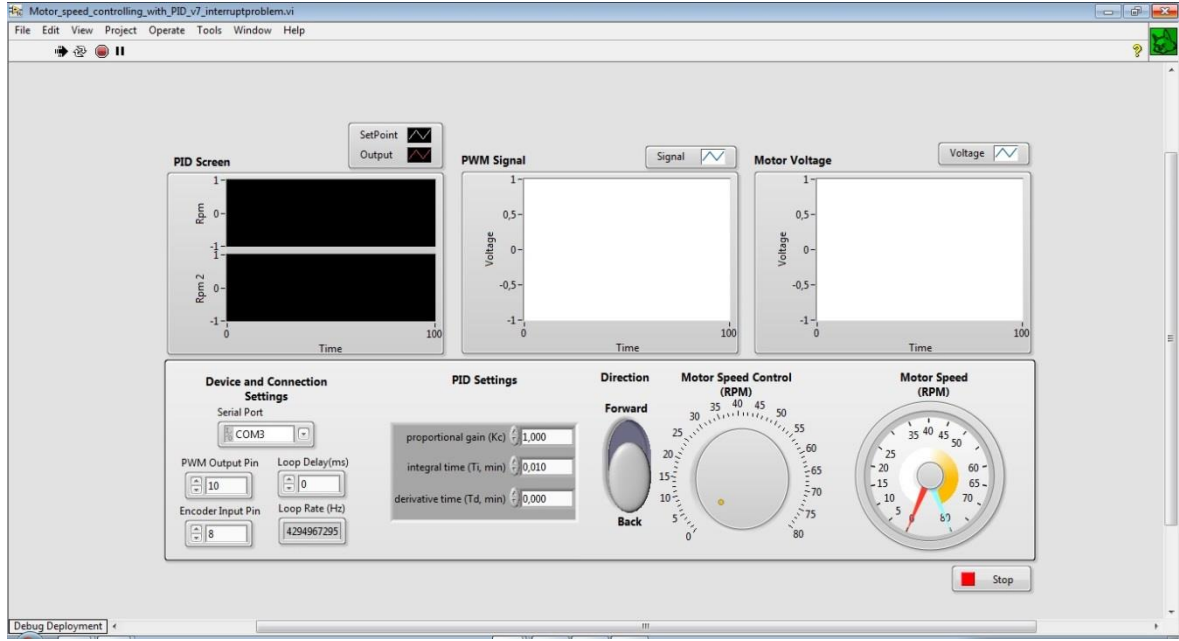 Motor_speed_controlling_with_PID_v7_interruptproblem.vi
File Edit View Project Operate Tools Window Help
SetPoint
Output
PID Screen
Rpm
1
0
-1
Rpm 2
1
0
-1
0 100
Time
PWM Signal
Signal
Voltage
1
0,5
0
-0,5
-1
0 100
Time
Motor Voltage
Voltage
Voltage
1
0,5
0
-0,5
-1
0 100
Time
Device and Connection
Settings
Serial Port
COM3
PWM Output Pin
10
Loop Delay(ms)
0
Encoder Input Pin
8
Loop Rate (Hz)
4294967295
PID Settings
proportional gain (Kc) 1,000
integral time (Ti, min) 0,010
derivative time (Td, min) 0,000
Direction
Forward
Back
Motor Speed Control
(RPM)
0 5 10 15 20 25 30 35 40 45 50 55 60 65 70 75 80
Motor Speed
(RPM)
0 5 10 15 20 25 35 40 45 50 60 65 70 80
Stop
Debug Deployment